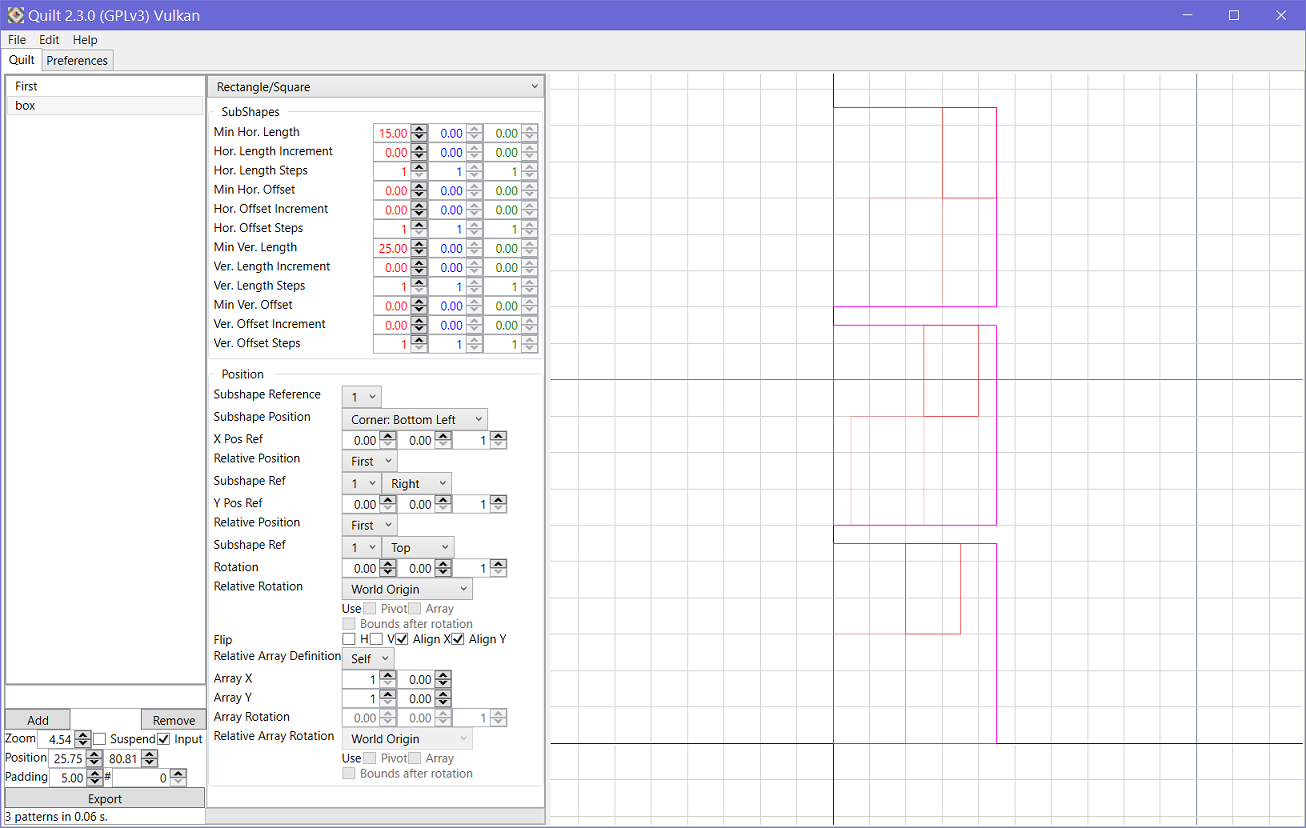 Quilt 2.3.0 (GPLv3) Vulkan
File Edit Help
Quilt Preferences
First
box
Rectangle/Square
SubShapes
Min Hor. Length 15.00 0.00 0.00
Hor. Length Increment 0.00 0.00 0.00
Hor. Length Steps 1 1 1
Min Hor. Offset 0.00 0.00 0.00
Hor. Offset Increment 0.00 0.00 0.00
Hor. Offset Steps 1 1 1
Min Ver. Length 25.00 0.00 0.00
Ver. Length Increment 0.00 0.00 0.00
Ver. Length Steps 1 1 1
Min Ver. Offset 0.00 0.00 0.00
Ver. Offset Increment 0.00 0.00 0.00
Ver. Offset Steps 1 1 1
Position
Subshape Reference 1
Subshape Position Corner: Bottom Left
X Pos Ref 0.00 0.00 1
Relative Position First
Subshape Ref 1 Right
Y Pos Ref 0.00 0.00 1
Relative Position First
Subshape Ref 1 Top
Rotation 0.00 0.00 1
Relative Rotation World Origin
Use Pivot Array
Bounds after rotation
Flip H V Align X Align Y
Relative Array Definition Self
Array X 1 0.00
Array Y 1 0.00
Array Rotation 0.00 0.00 1
Relative Array Rotation World Origin
Use Pivot Array
Bounds after rotation
Add Remove
Zoom 4.54 Suspend Input
Position 25.75 80.81
Padding 5.00 # 0
Export
3 patterns in 0.06 s.